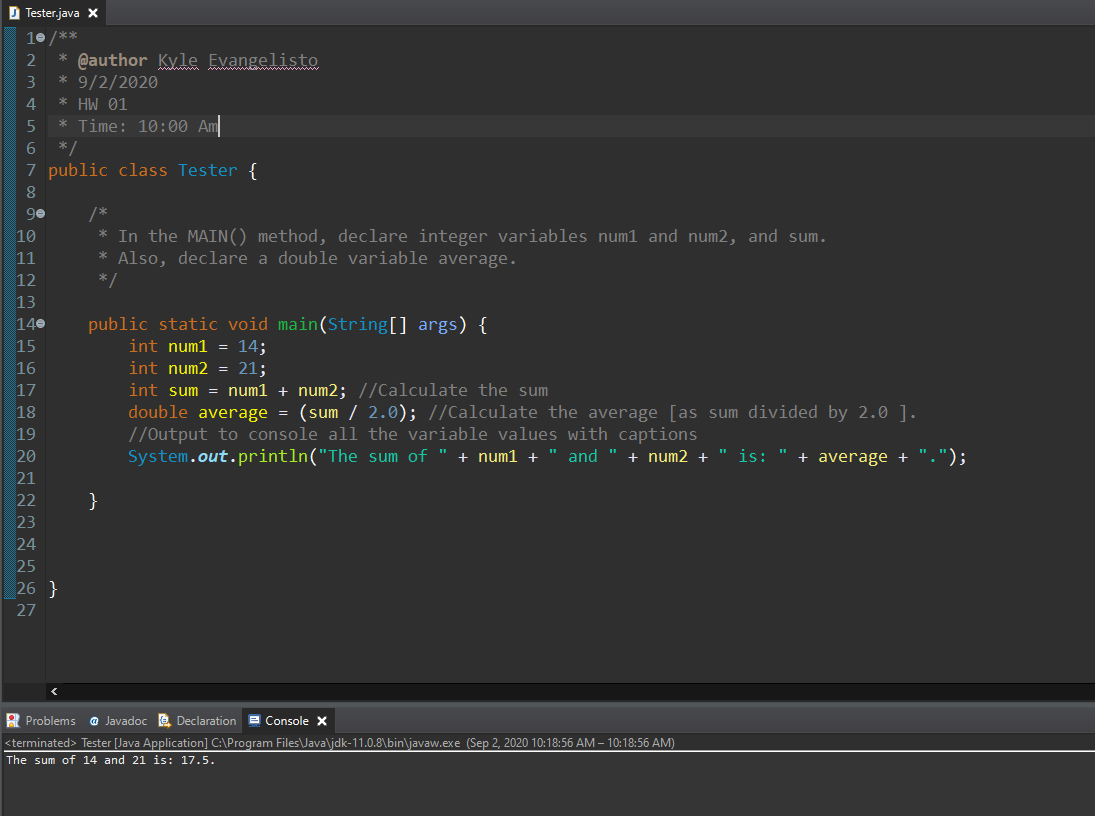 Tester.java
1 /**
2 * @author Kyle Evangelisto
3 * 9/2/2020
4 * HW 01
5 * Time: 10:00 Am
6 */
7 public class Tester {
8
9 /*
10 * In the MAIN() method, declare integer variables num1 and num2, and sum.
11 * Also, declare a double variable average.
12 */
13
14 public static void main(String[] args) {
15 int num1 = 14;
16 int num2 = 21;
17 int sum = num1 + num2; //Calculate the sum
18 double average = (sum / 2.0); //Calculate the average [as sum divided by 2.0 ].
19 //Output to console all the variable values with captions
20 System.out.println("The sum of " + num1 + " and " + num2 + " is: " + average + ".");
21
22 }
23
24
25
26 }
27
Problems Javadoc Declaration Console
<terminated> Tester [Java Application] C:\Program Files\Java\jdk-11.0.8\bin\javaw.exe (Sep 2, 2020 10:18:56 AM – 10:18:56 AM)
The sum of 14 and 21 is: 17.5.